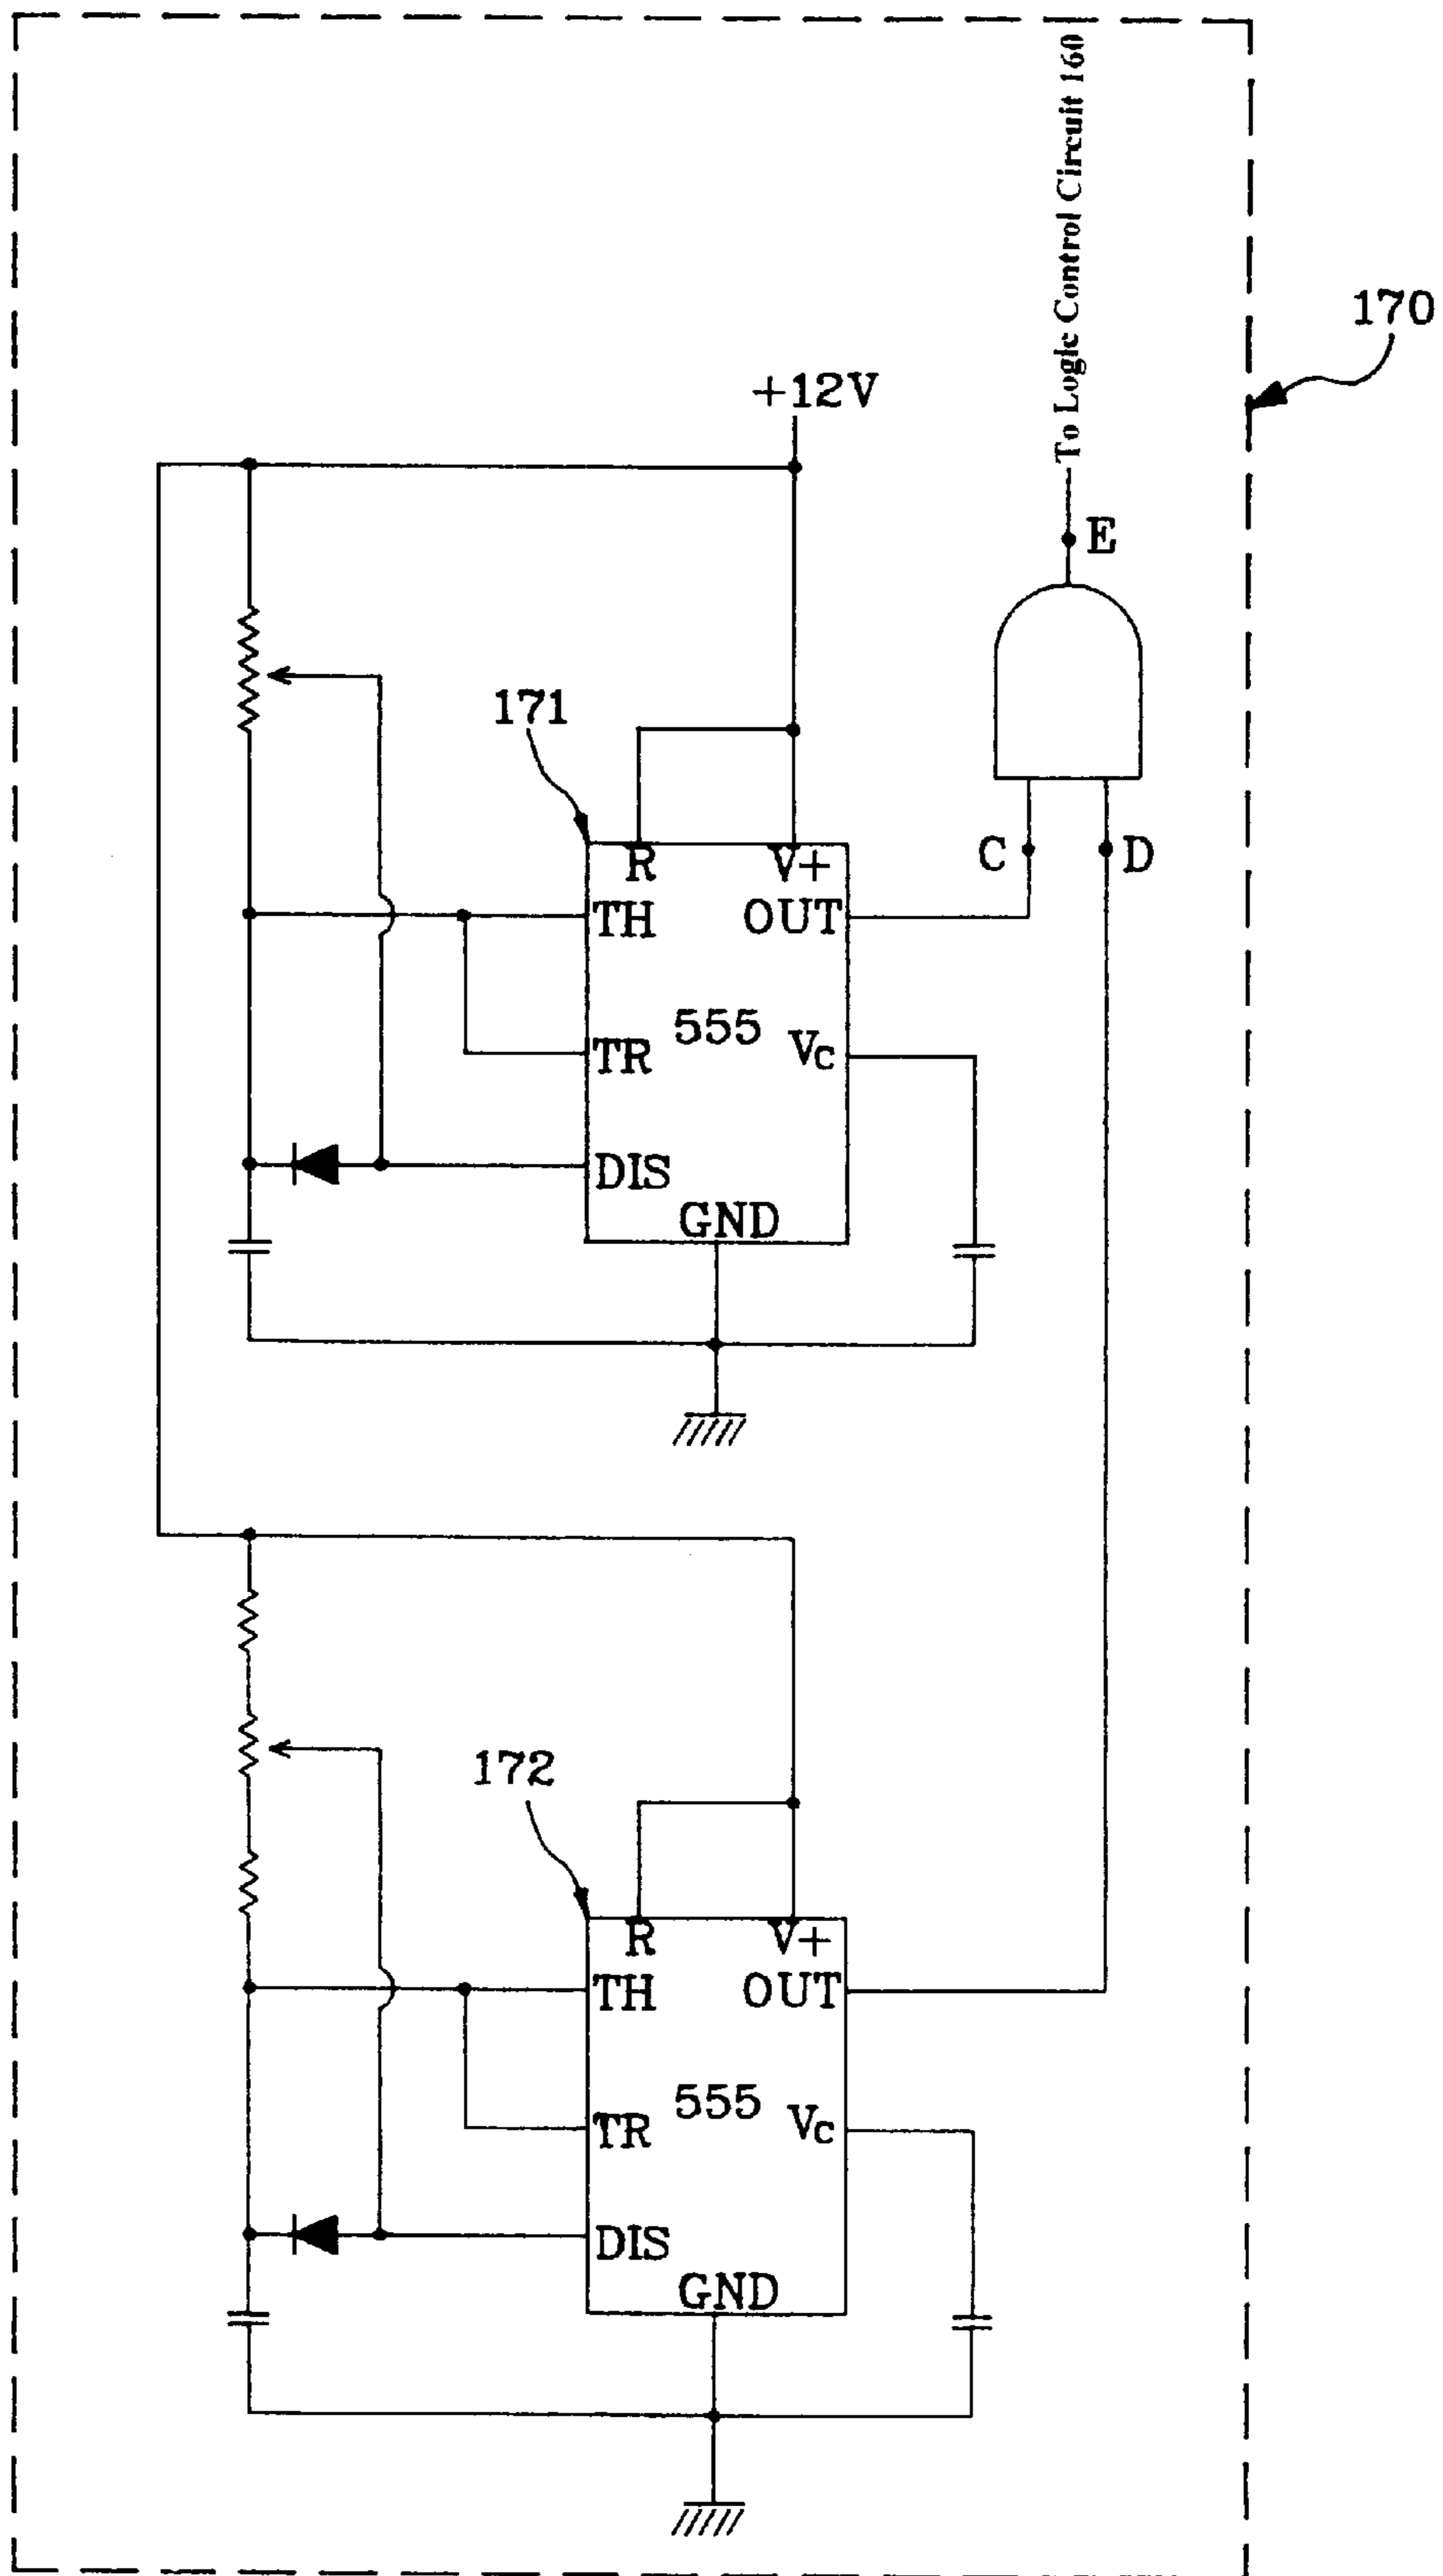 To Logic Control Circuit 160
170
+12V
E
171
C
D
R
V+
TH
OUT
555
TR
Vc
DIS
GND
172
R
V+
TH
OUT
555
TR
Vc
DIS
GND